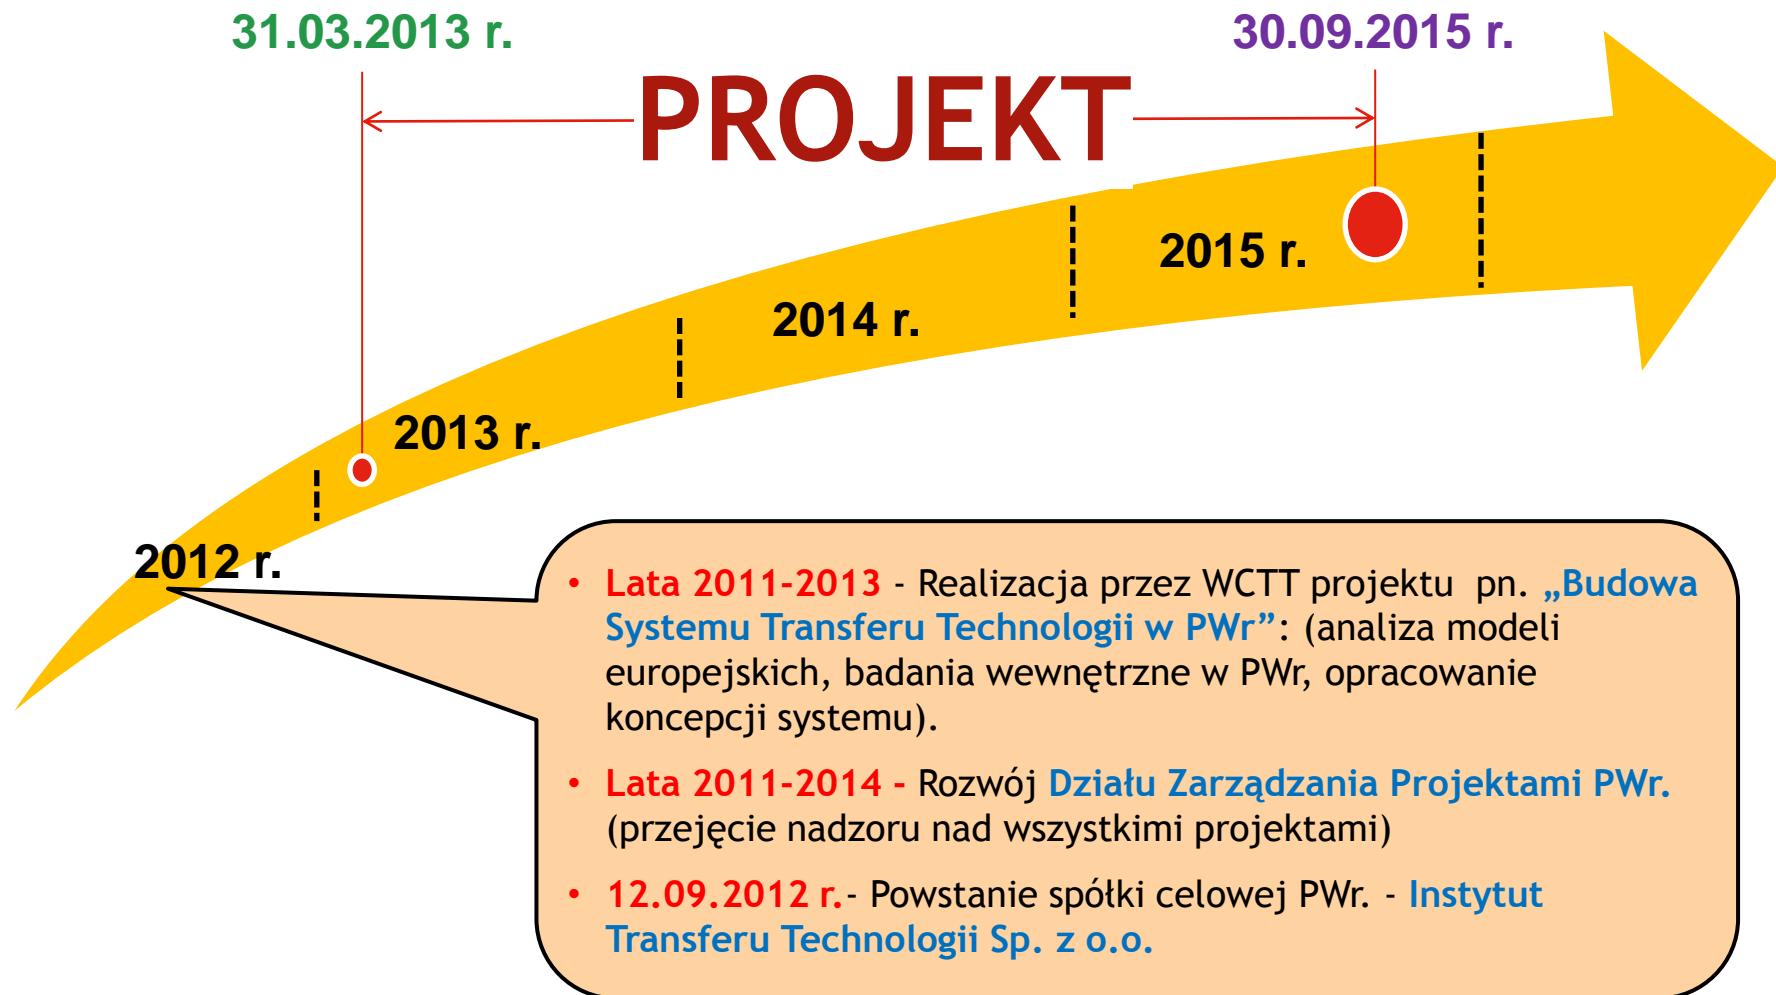 31.03.2013 r.
30.09.2015 r.
PROJEKT
2015 r.
2014 r.
2013 r.
2012 r.
• Lata 2011-2013 - Realizacja przez WCTT projektu pn. „Budowa
Systemu Transferu Technologii w PWr”: (analiza modeli
europejskich, badania wewnętrzne w PWr, opracowanie
koncepcji systemu).
• Lata 2011-2014 - Rozwój Działu Zarządzania Projektami PWr.
(przejęcie nadzoru nad wszystkimi projektami)
• 12.09.2012 r.- Powstanie spółki celowej PWr. - Instytut
Transferu Technologii Sp. z o.o.